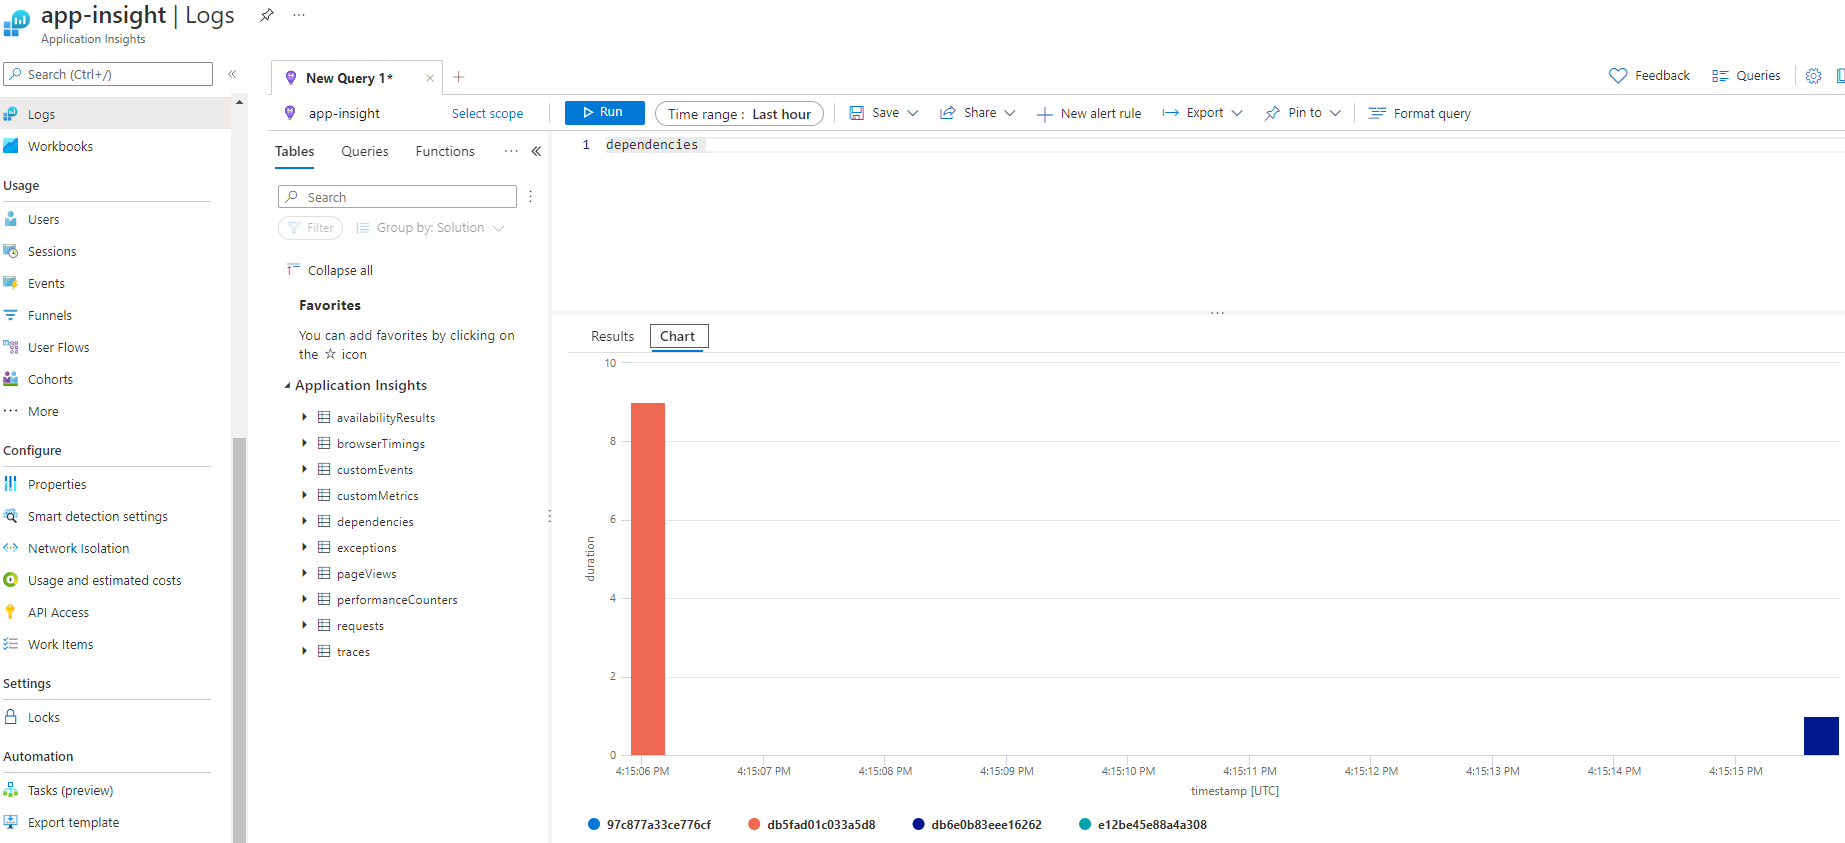 app-insight | Logs
Application Insights
Search (Ctrl+/)
Logs
Workbooks
Usage
Users
Sessions
Events
Funnels
User Flows
Cohorts
More
Configure
Properties
Smart detection settings
Network Isolation
Usage and estimated costs
API Access
Work Items
Settings
Locks
Automation
Tasks (preview)
Export template
New Query 1*
Feedback
Queries
app-insight
Select scope
Run
Time range : Last hour
Save
Share
New alert rule
Export
Pin to
Format query
Tables
Queries
Functions
Search
Filter
Group by: Solution
Collapse all
Favorites
You can add favorites by clicking on
the ☆ icon
Application Insights
availabilityResults
browserTimings
customEvents
customMetrics
dependencies
exceptions
pageViews
performanceCounters
requests
traces
1 dependencies
Results
Chart
10
8
6
4
2
0
duration
4:15:06 PM 4:15:07 PM 4:15:08 PM 4:15:09 PM 4:15:10 PM 4:15:11 PM 4:15:12 PM 4:15:13 PM 4:15:14 PM 4:15:15 PM
timestamp [UTC]
97c877a33ce776cf db5fad01c033a5d8 db6e0b83eee16262 e12be45e88a4a308